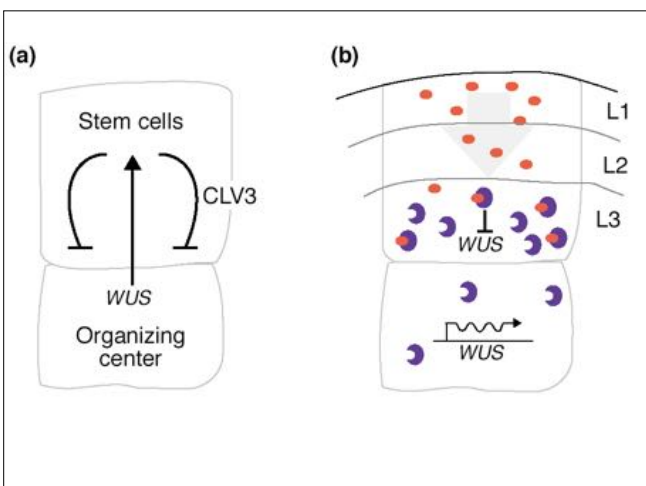 (a)
Stem cells
CLV3
WUS
Organizing
center
(b)
L1
L2
L3
WUS
WUS